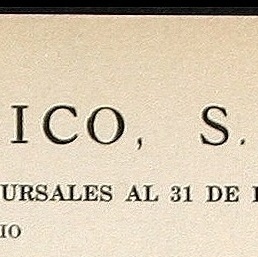 ICO, S.
URSALES AL 31 DE
IO